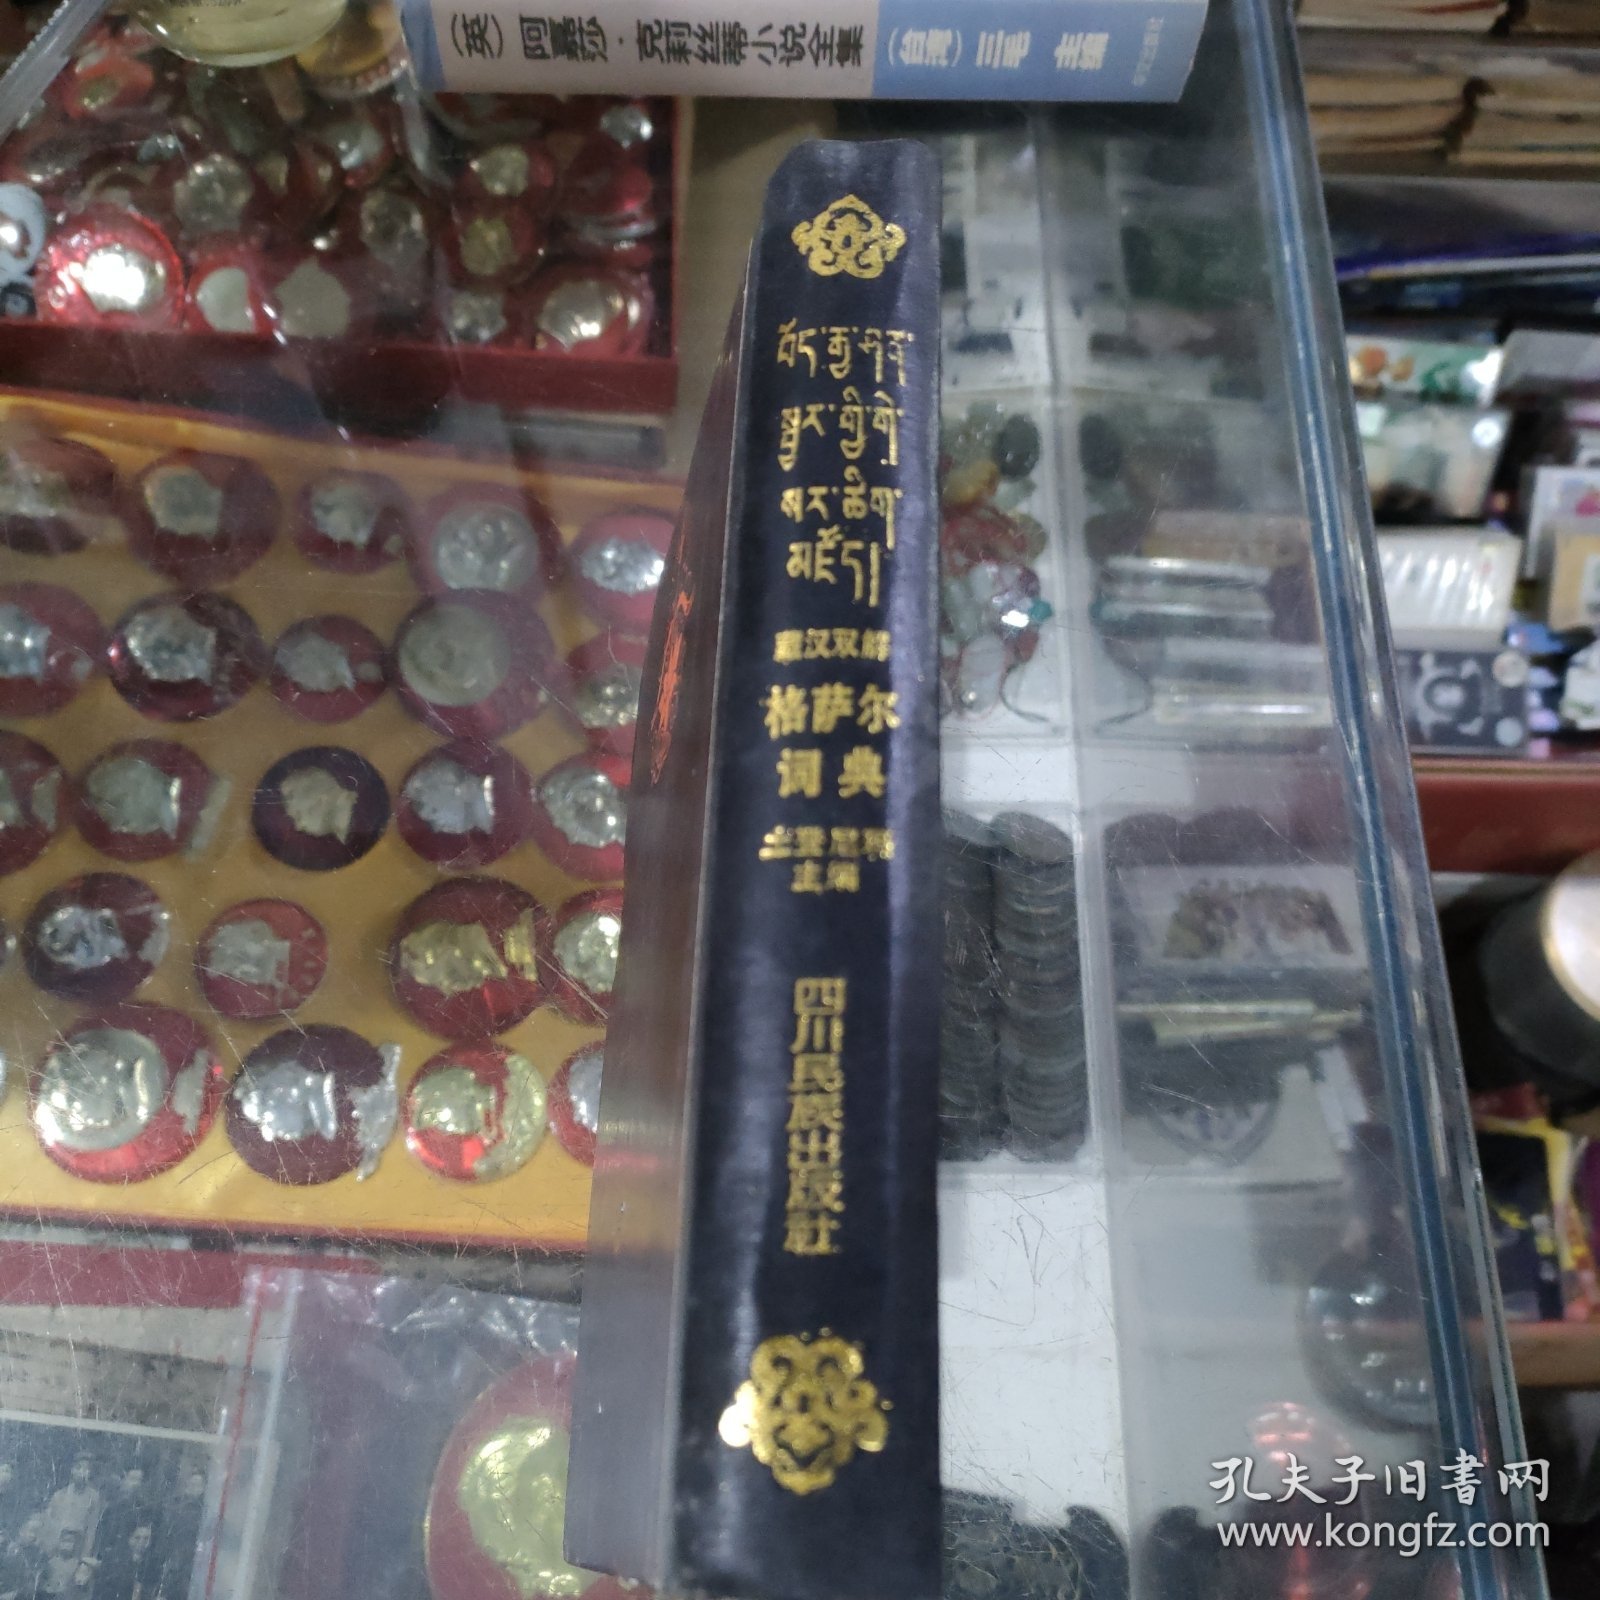 (英) 阿嘉莎·克莉丝蒂小说全集 (台湾) 三毛 主编
བོད་རྒྱ་ཤན་
སྦྱར་གྱི་གེ་
སར་ཚིག་
མཛོད།
藏汉双解
格萨尔
词典
土登尼玛
主编
四川民族出版社
孔夫子旧書网
www.kongfz.com